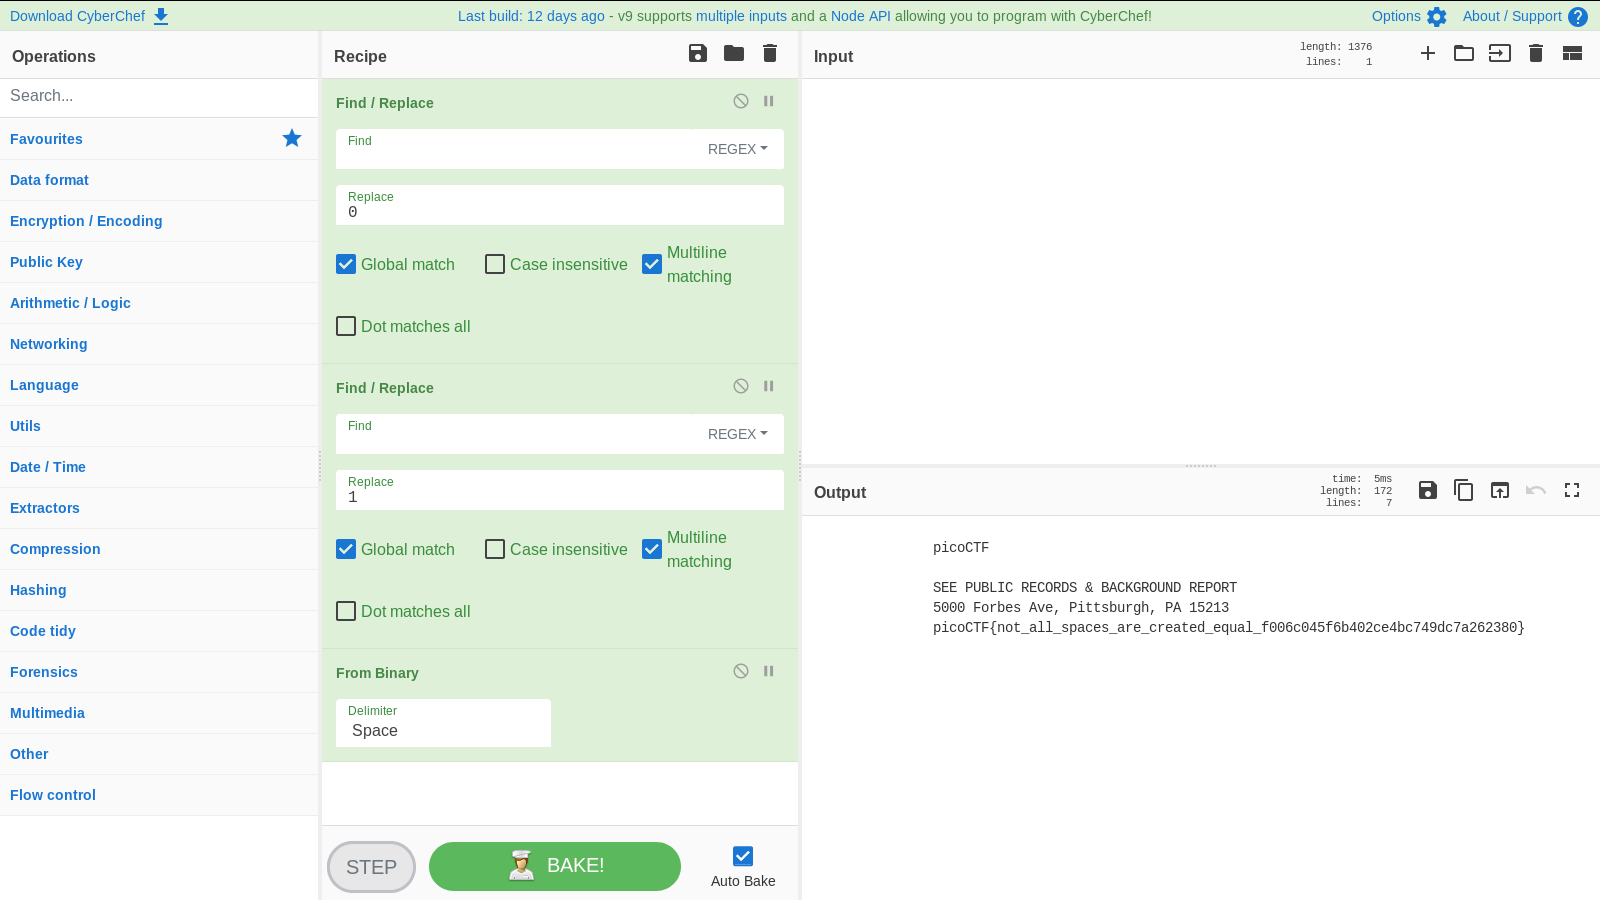 Download CyberChef
Last build: 12 days ago - v9 supports multiple inputs and a Node API allowing you to program with CyberChef!
Options
About / Support
Operations
Search...
Favourites
Data format
Encryption / Encoding
Public Key
Arithmetic / Logic
Networking
Language
Utils
Date / Time
Extractors
Compression
Hashing
Code tidy
Forensics
Multimedia
Other
Flow control
Recipe
Find / Replace
Find
REGEX
Replace
0
Global match
Case insensitive
Multiline matching
Dot matches all
Find / Replace
Find
REGEX
Replace
1
Global match
Case insensitive
Multiline matching
Dot matches all
From Binary
Delimiter
Space
STEP
BAKE!
Auto Bake
Input
length: 1376
lines: 1
Output
time: 5ms
length: 172
lines: 7
picoCTF
SEE PUBLIC RECORDS & BACKGROUND REPORT
5000 Forbes Ave, Pittsburgh, PA 15213
picoCTF{not_all_spaces_are_created_equal_f006c045f6b402ce4bc749dc7a262380}